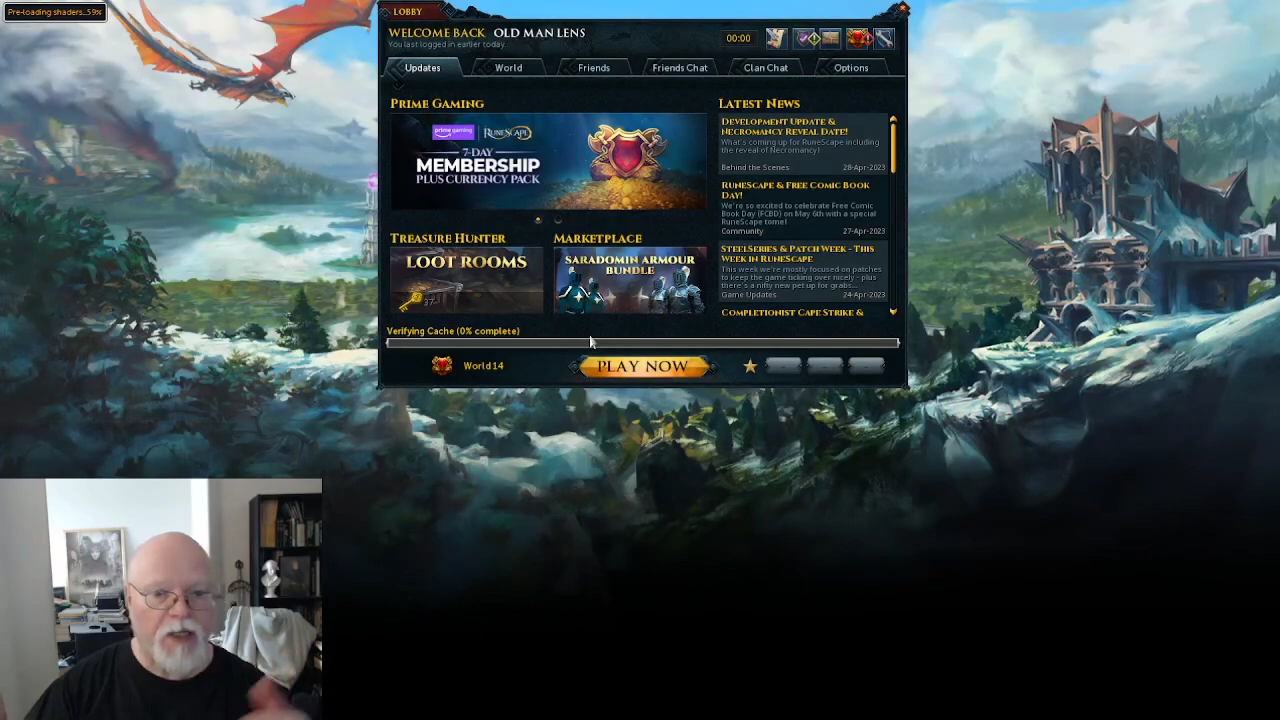 Pre-loading shaders..59%
LOBBY
WELCOME BACK OLD MAN LENS
You last logged in earlier today.
00:00
Updates
World
Friends
Friends Chat
Clan Chat
Options
PRIME GAMING
prime gaming RUNESCAPE
7-DAY
MEMBERSHIP
PLUS CURRENCY PACK
TREASURE HUNTER
LOOT ROOMS
MARKETPLACE
SARADOMIN ARMOUR
BUNDLE
LATEST NEWS
DEVELOPMENT UPDATE &
NECROMANCY REVEAL DATE!
What's coming up for RuneScape including
the reveal of Necromancy!
Behind the Scenes 28-Apr-2023
RUNESCAPE & FREE COMIC BOOK
DAY!
We're so excited to celebrate Free Comic
Book Day (FCBD) on May 6th with a special
RuneScape tome!
Community 27-Apr-2023
STEELSERIES & PATCH WEEK - THIS
WEEK IN RUNESCAPE
This week we're mostly focused on patches
to keep the game ticking over nicely - plus
there's a nifty new pet up for grabs...
Game Updates 24-Apr-2023
COMPLETIONIST CAPE STRIKE &
Verifying Cache (0% complete)
World 14
PLAY NOW